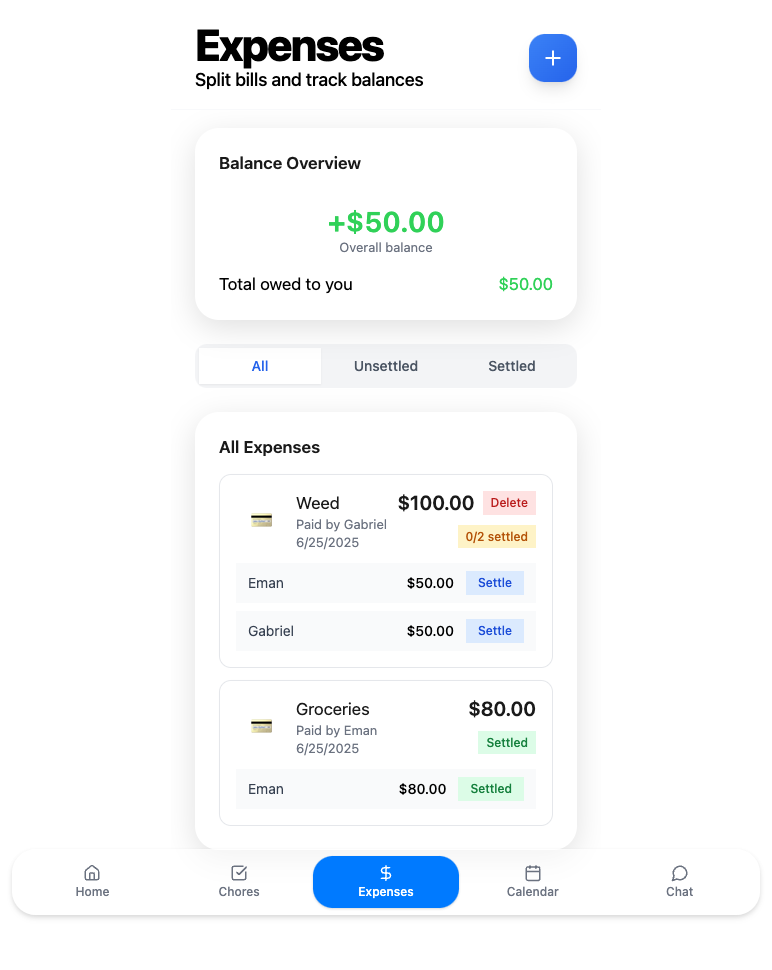 Expenses
Split bills and track balances
Balance Overview
+$50.00
Overall balance
Total owed to you $50.00
All Unsettled Settled
All Expenses
Weed $100.00 Delete
Paid by Gabriel
6/25/2025 0/2 settled
Eman $50.00 Settle
Gabriel $50.00 Settle
Groceries $80.00
Paid by Eman
6/25/2025 Settled
Eman $80.00 Settled
Home Chores Expenses Calendar Chat